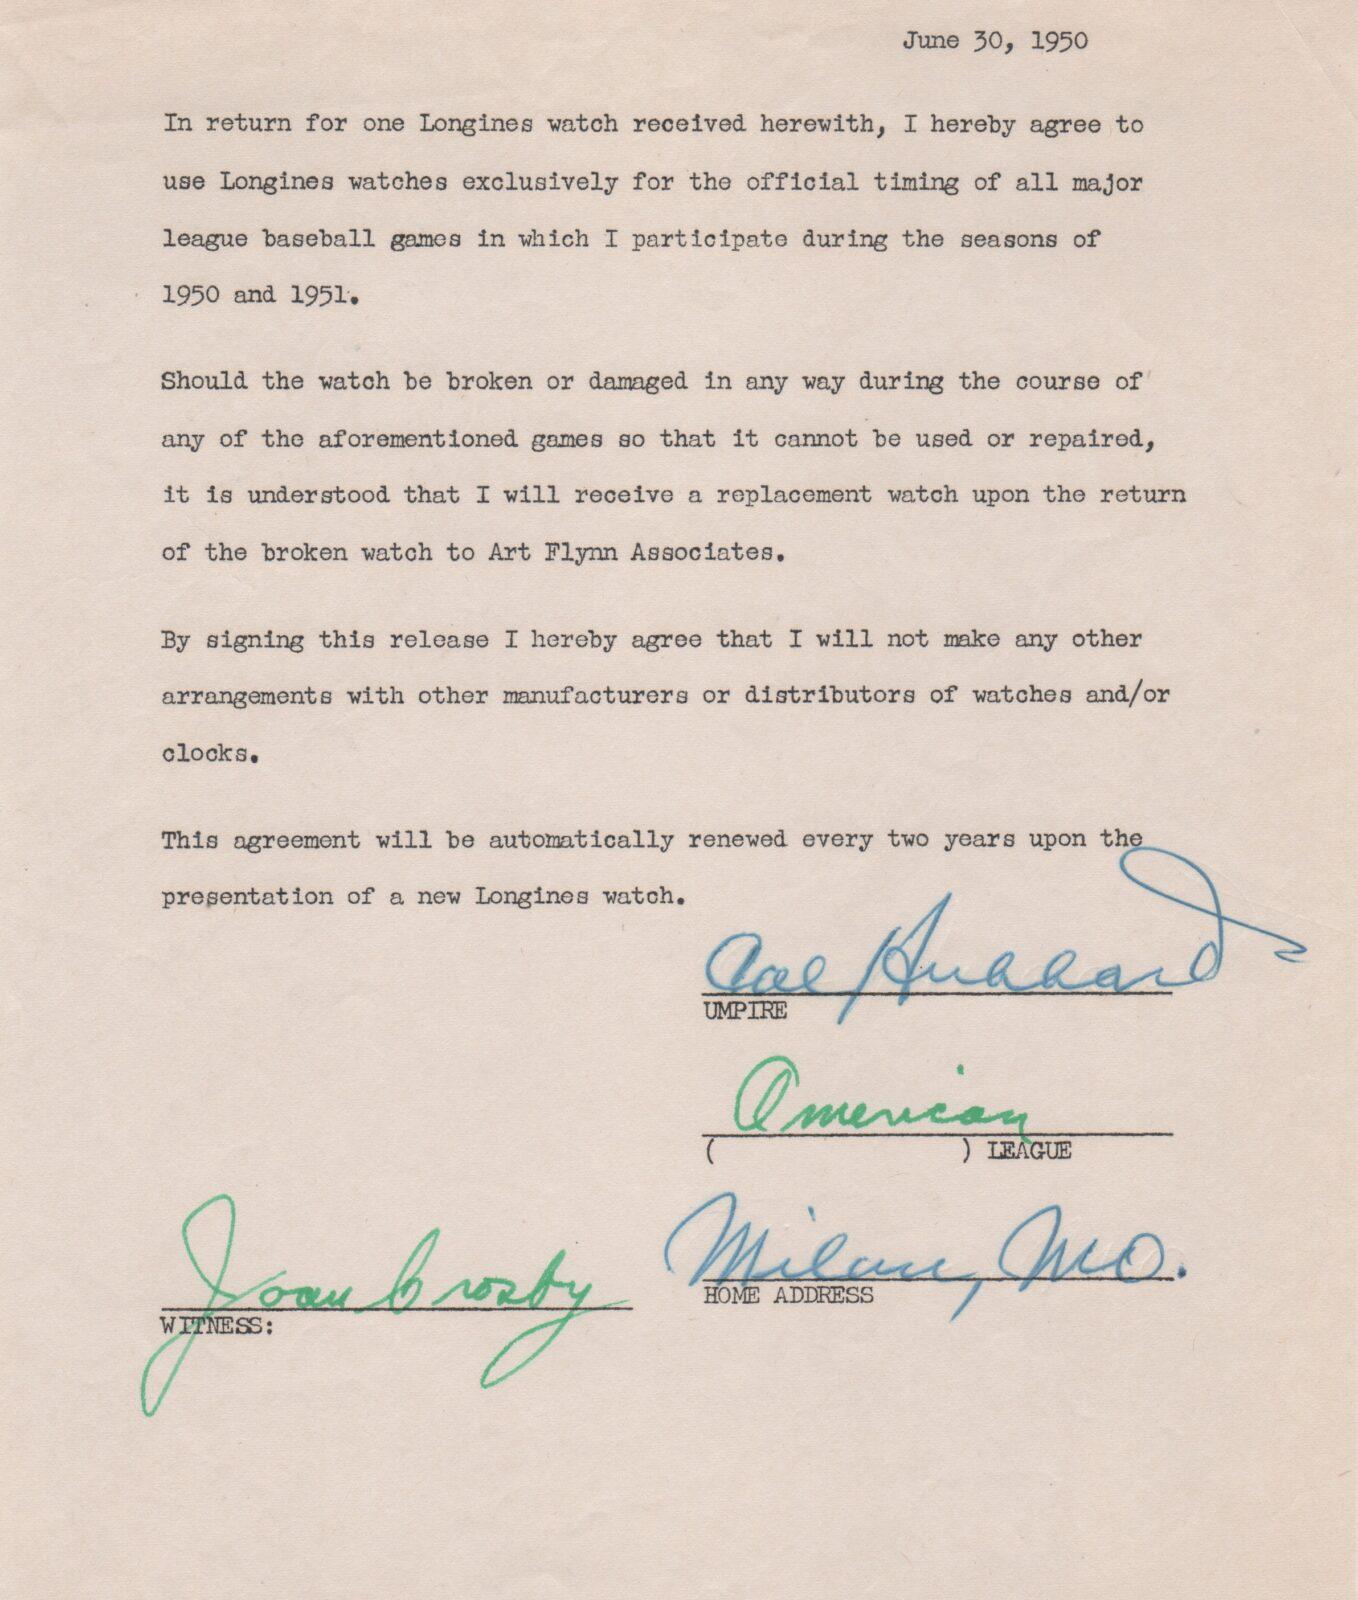 June 30, 1950
In return for one Longines watch received herewith, I hereby agree to
use Longines watches exclusively for the official timing of all major
league baseball games in which I participate during the seasons of
1950 and 1951.
Should the watch be broken or damaged in any way during the course of
any of the aforementioned games so that it cannot be used or repaired,
it is understood that I will receive a replacement watch upon the return
of the broken watch to Art Flynn Associates.
By signing this release I hereby agree that I will not make any other
arrangements with other manufacturers or distributors of watches and/or
clocks.
This agreement will be automatically renewed every two years upon the
presentation of a new Longines watch.
Cal Hubbard
UMPIRE
American
( ) LEAGUE
Milan, MO.
HOME ADDRESS
Joan Crosby
WITNESS: